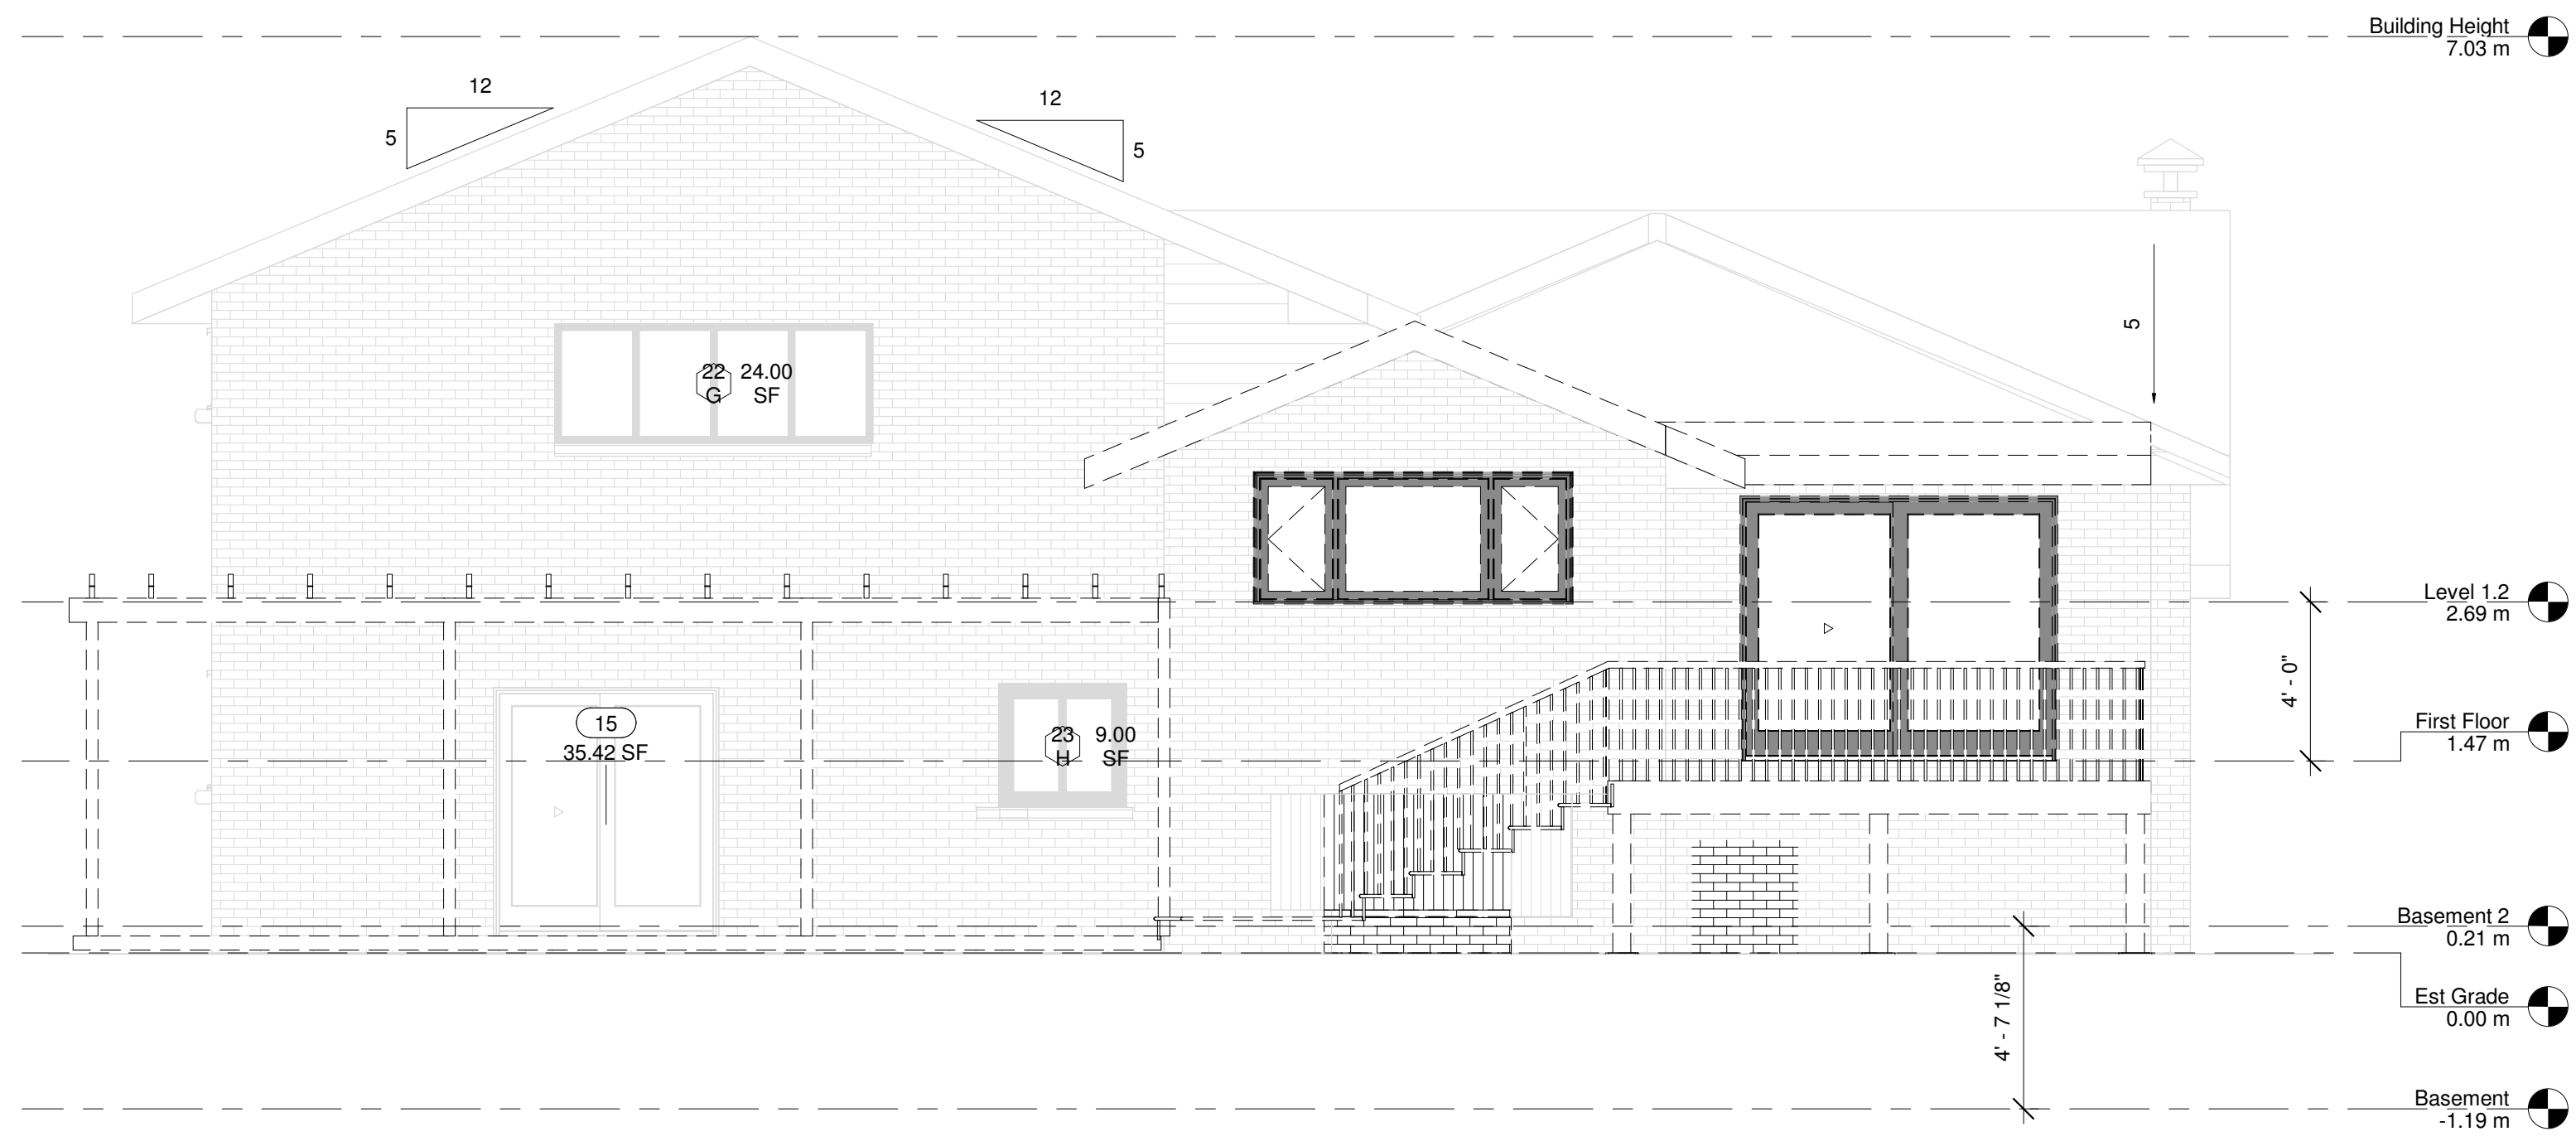 Building Height
7.03 m
12
5
12
5
5
22
G
24.00
SF
Level 1.2
2.69 m
4' - 0"
First Floor
1.47 m
15
35.42 SF
23
H
9.00
SF
Basement 2
0.21 m
4' - 7 1/8"
Est Grade
0.00 m
Basement
-1.19 m